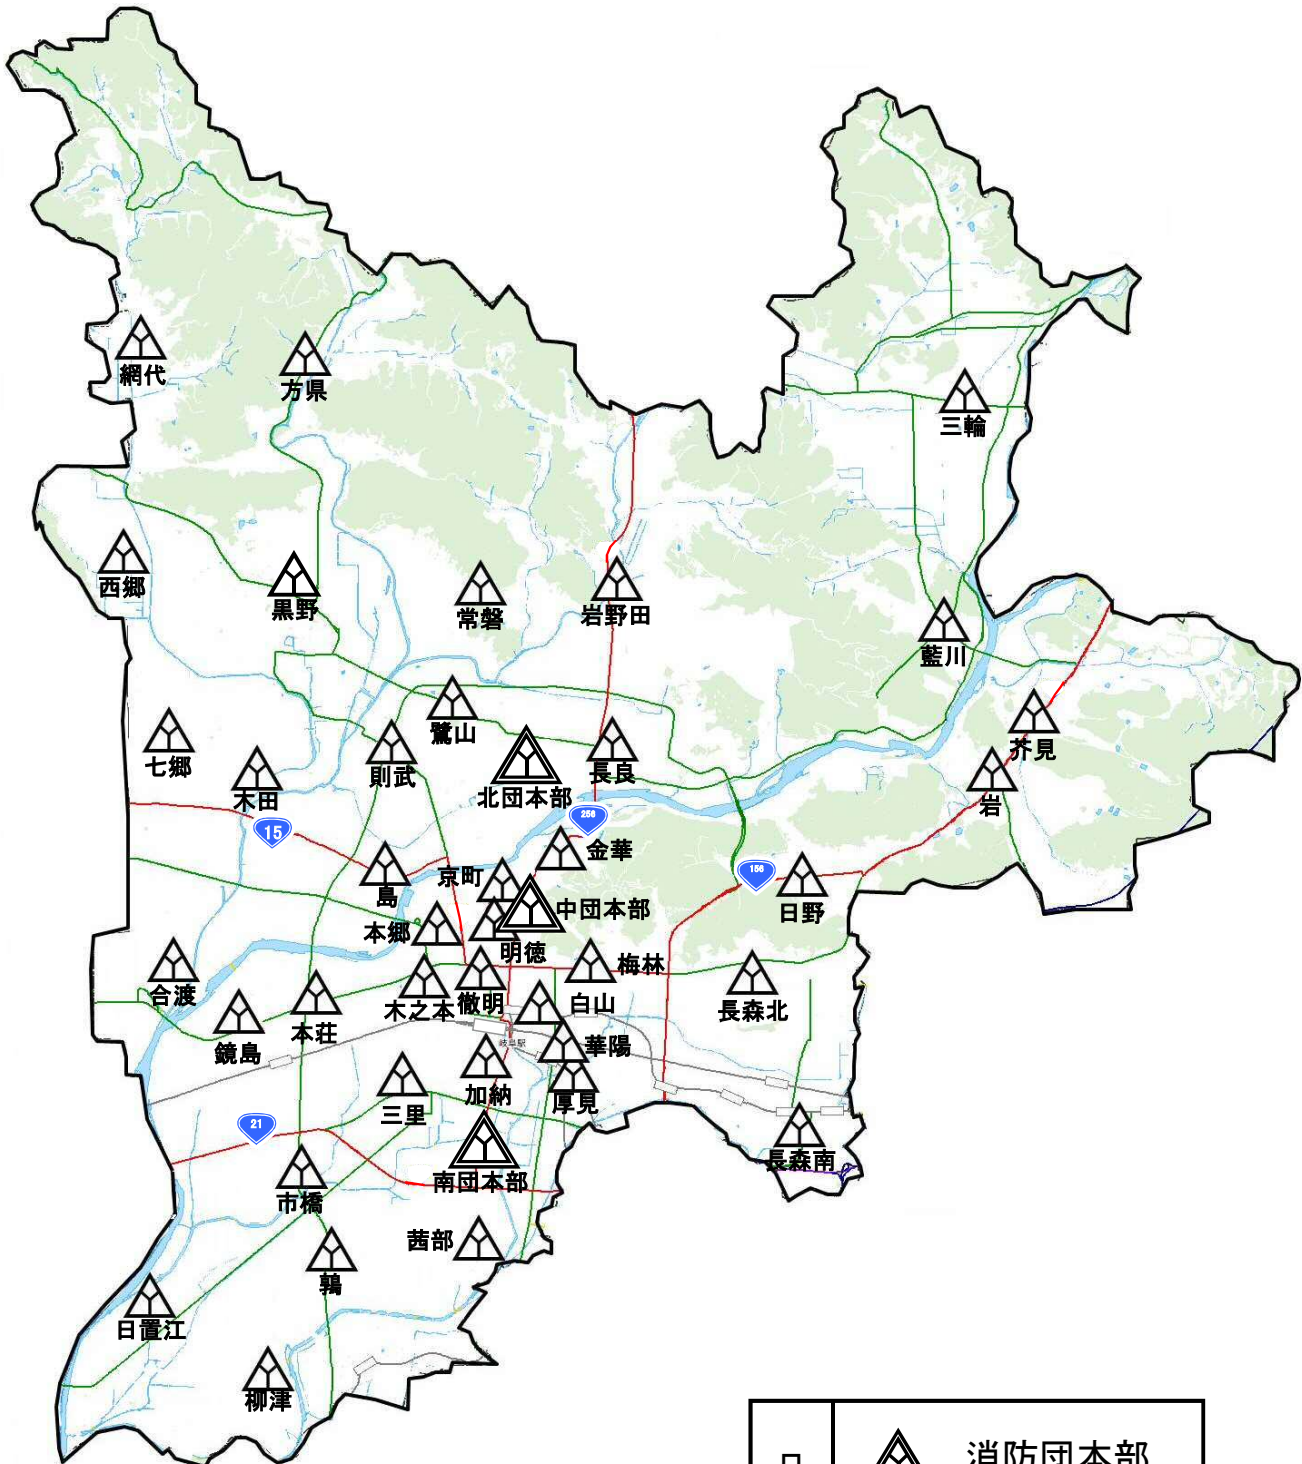 網代
方県
三輪
西郷
黒野
常磐
岩野田
藍川
七郷
木田
則武
鷺山
北団本部
長良
芥見
岩
15
256
金華
156
島
京町
中団本部
日野
本郷
明徳
合渡
鏡島
本荘
木之本
徹明
梅林
白山
長森北
岐阜駅
華陽
加納
厚見
三里
21
南団本部
長森南
市橋
茜部
鶉
日置江
柳津
消防団本部